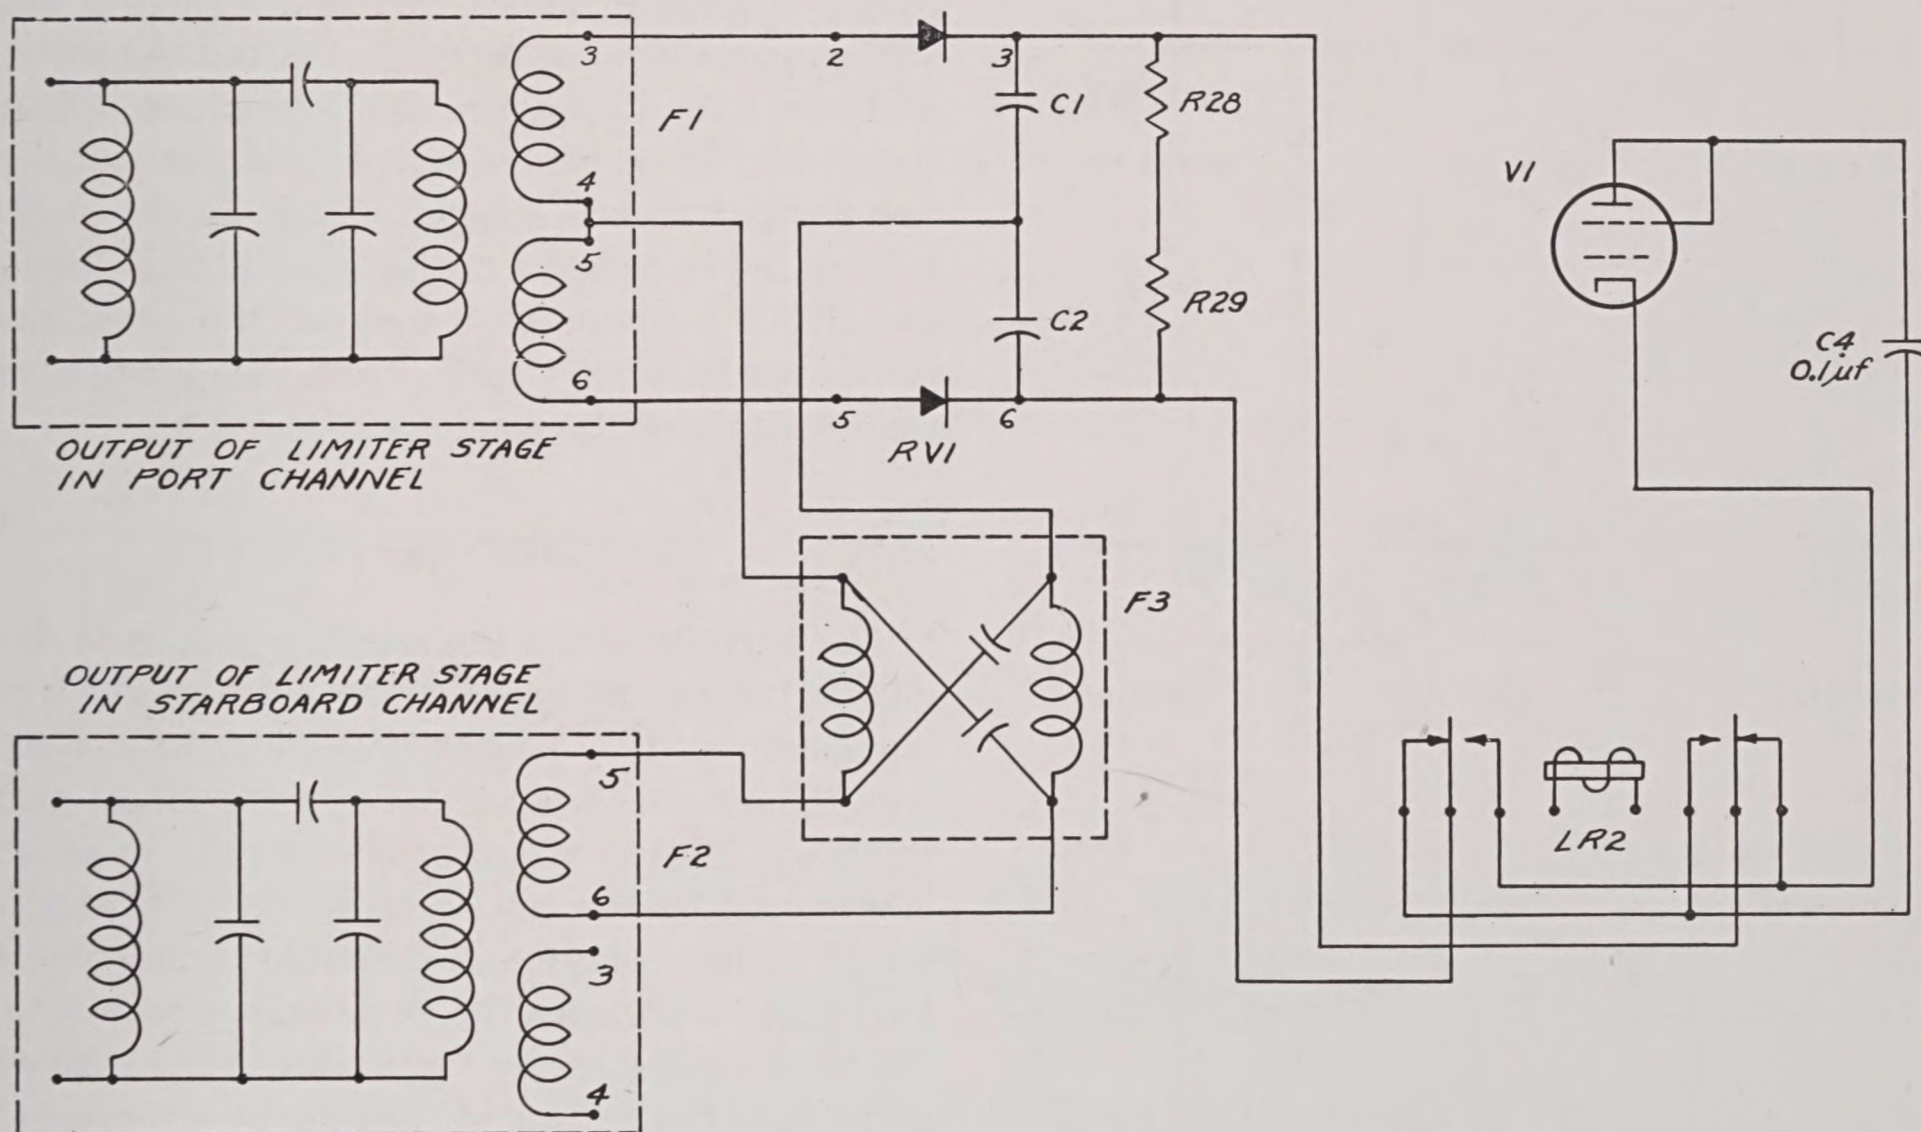 3
2
3
C1
R28
F1
4
5
6
C2
R29
5
6
RV1
OUTPUT OF LIMITER STAGE
IN PORT CHANNEL
V1
C4
0.1µf
F3
OUTPUT OF LIMITER STAGE
IN STARBOARD CHANNEL
5
6
3
4
F2
LR2